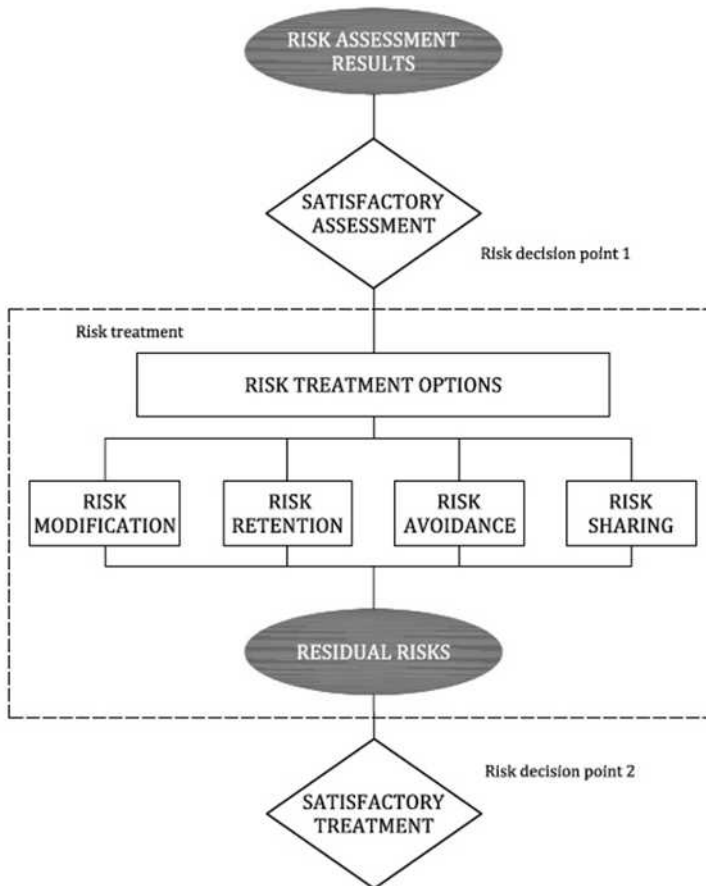 RISK ASSESSMENT
RESULTS
SATISFACTORY
ASSESSMENT
Risk decision point 1
Risk treatment
RISK TREATMENT OPTIONS
RISK
MODIFICATION
RISK
RETENTION
RISK
AVOIDANCE
RISK
SHARING
RESIDUAL RISKS
Risk decision point 2
SATISFACTORY
TREATMENT